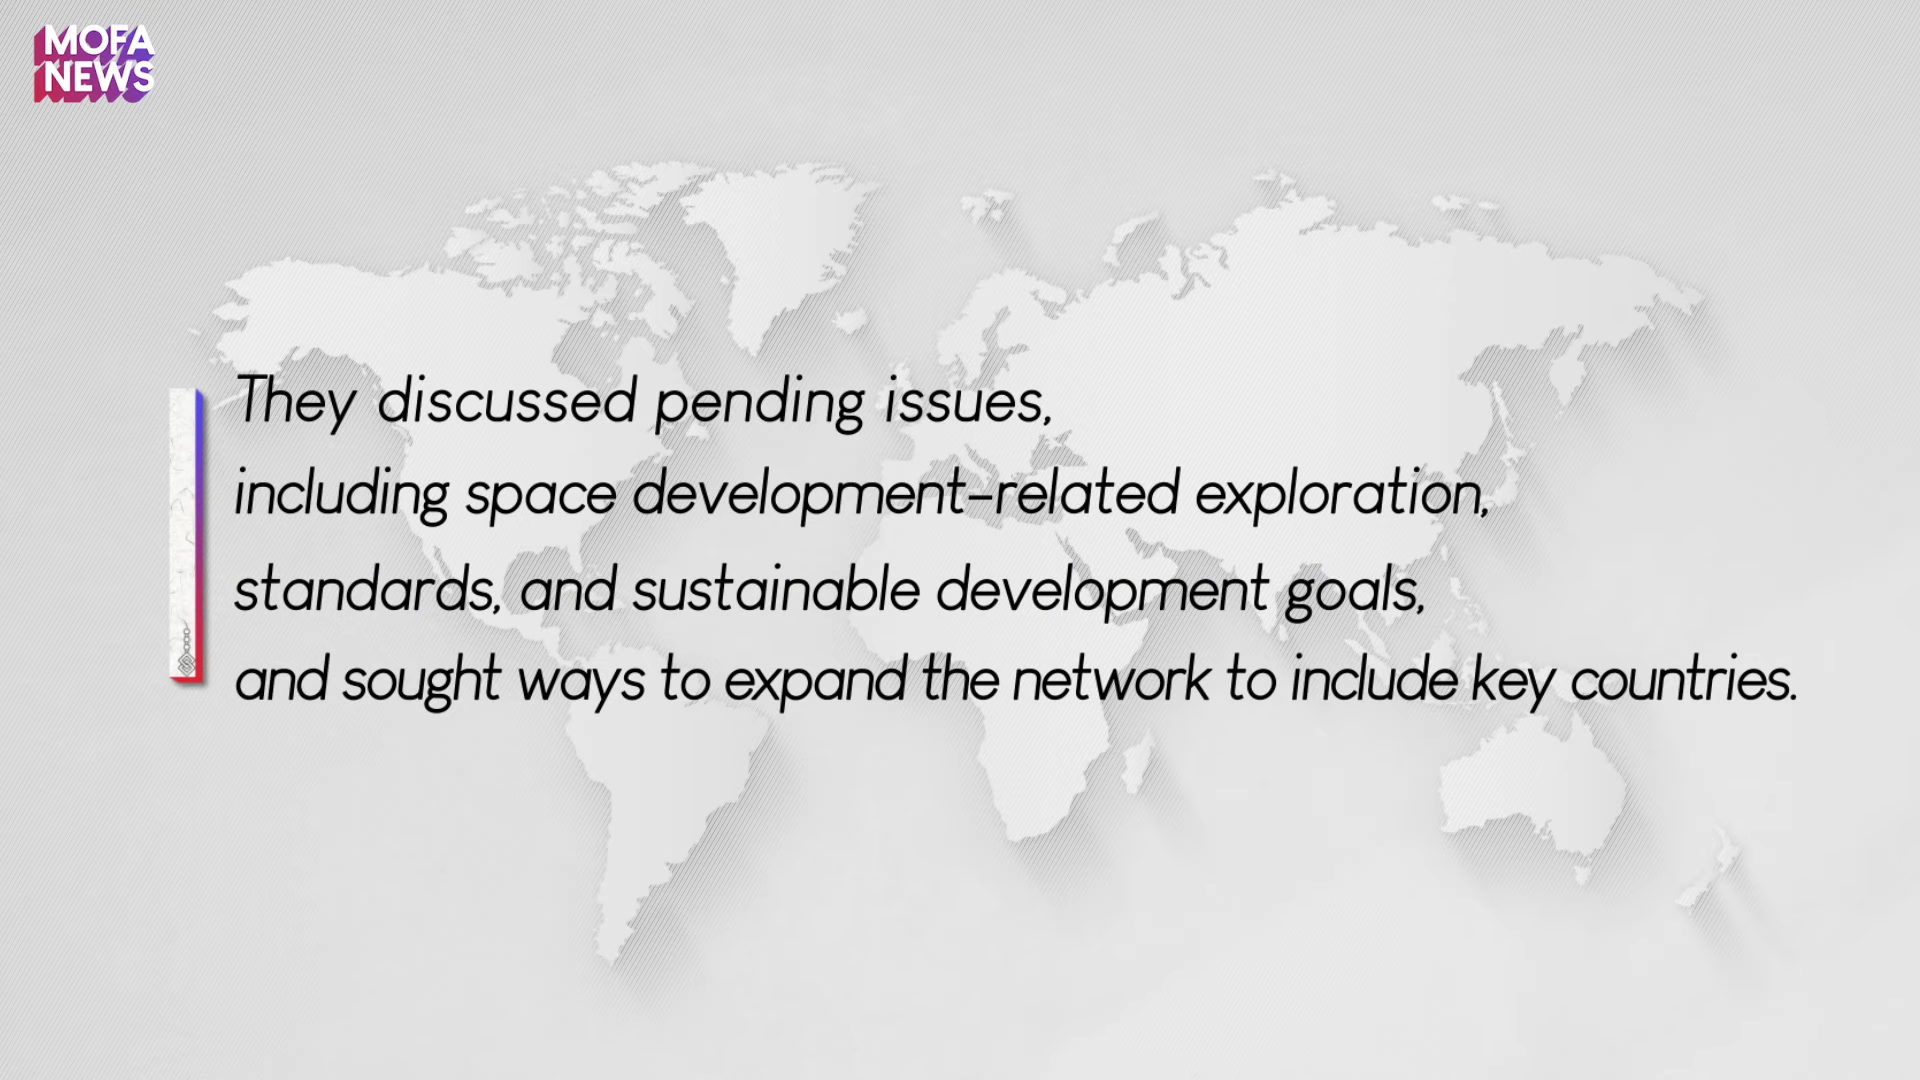 MOFA
NEWS
They discussed pending issues,
including space development-related exploration,
standards, and sustainable development goals,
and sought ways to expand the network to include key countries.